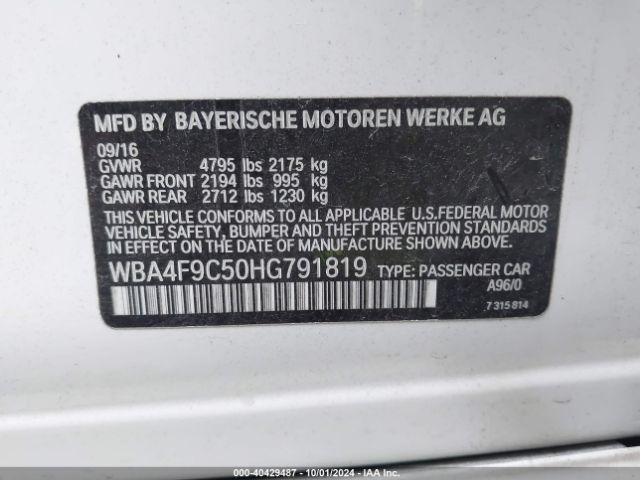 MFD BY BAYERISCHE MOTOREN WERKE AG
09/16
GVWR 4795 lbs 2175 kg
GAWR FRONT 2194 lbs 995 kg
GAWR REAR 2712 lbs 1230 kg
THIS VEHICLE CONFORMS TO ALL APPLICABLE U.S.FEDERAL MOTOR
VEHICLE SAFETY, BUMPER AND THEFT PREVENTION STANDARDS
IN EFFECT ON THE DATE OF MANUFACTURE SHOWN ABOVE.
WBA4F9C50HG791819 TYPE: PASSENGER CAR
A96/0
7 315 814
000 - 40429487 - 10/01/2024 - IAAI.COM